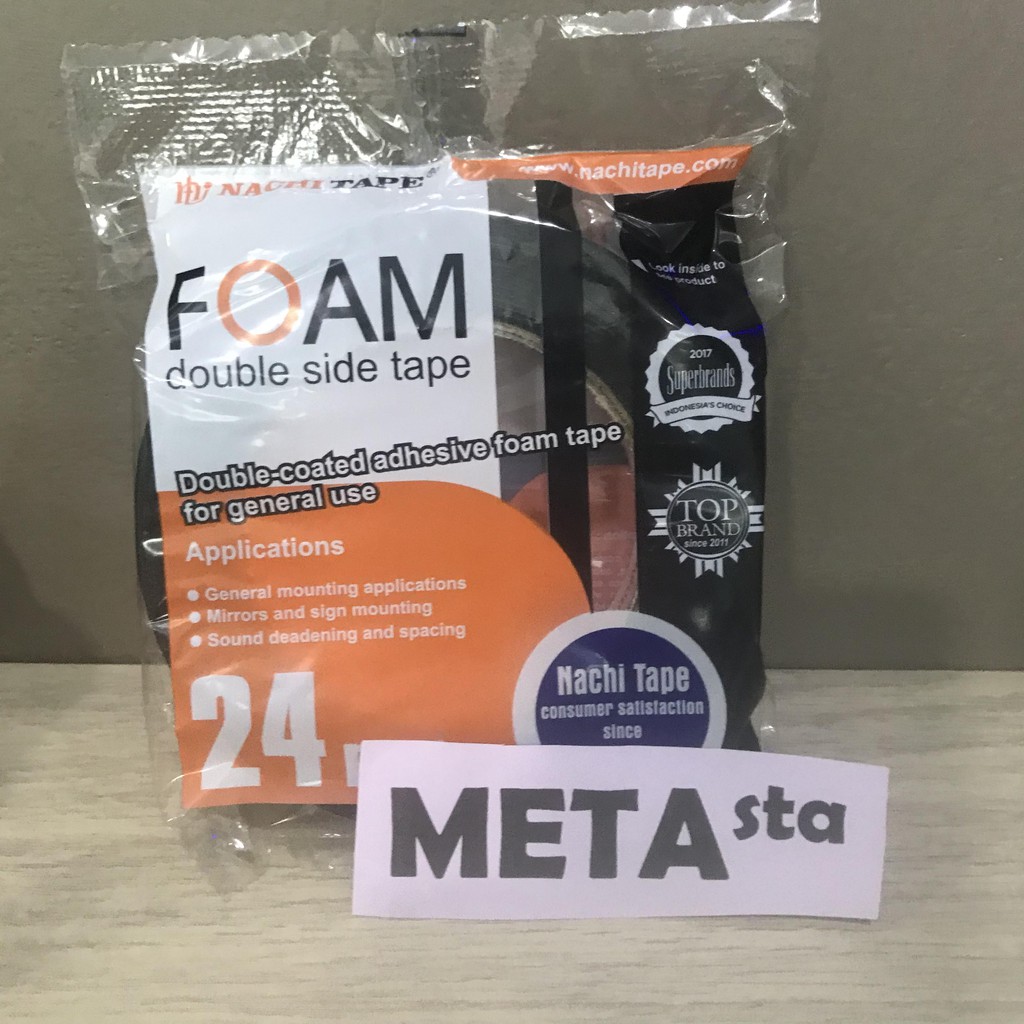 NACHI TAPE®
www.nachitape.com
FOAM
double side tape
Look inside to
product
2017
Superbrands
INDONESIA'S CHOICE
Double-coated adhesive foam tape
for general use
TOP
BRAND
since 2011
Applications
● General mounting applications
● Mirrors and sign mounting
● Sound deadening and spacing
24
Nachi Tape
consumer satisfaction
since
METAsta